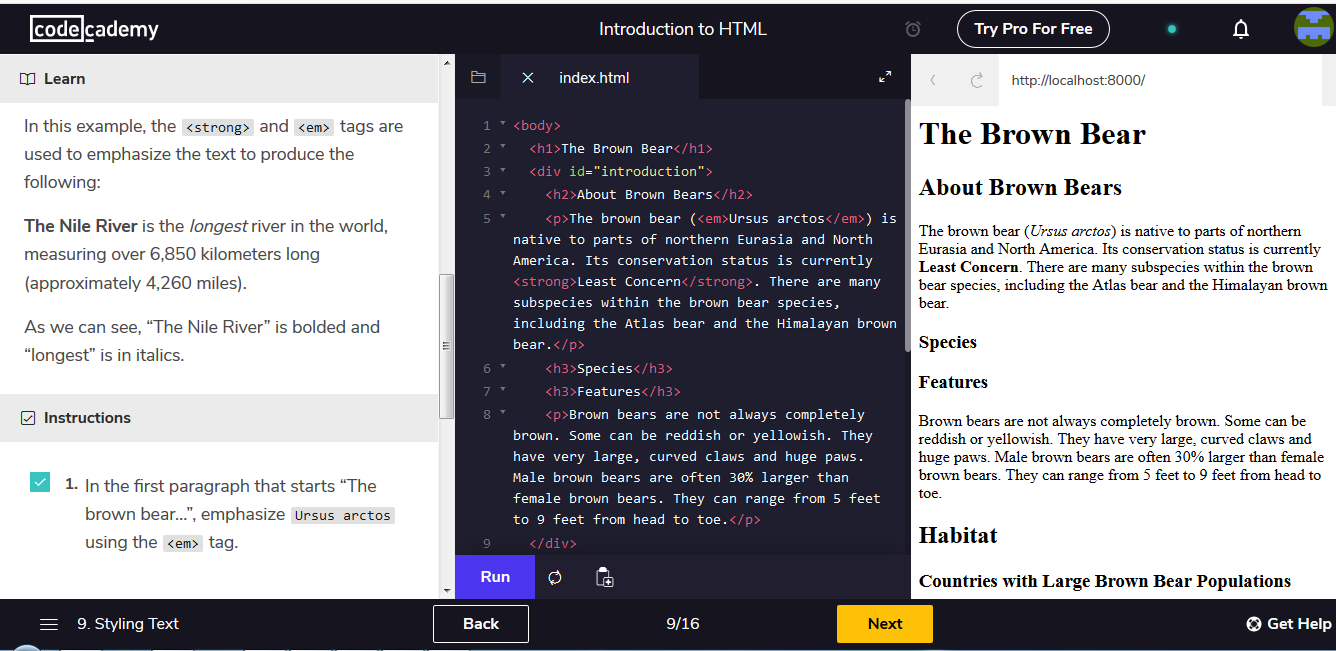 codecademy
Introduction to HTML
Try Pro For Free
Learn
In this example, the <strong> and <em> tags are
used to emphasize the text to produce the
following:
The Nile River is the longest river in the world,
measuring over 6,850 kilometers long
(approximately 4,260 miles).
As we can see, “The Nile River” is bolded and
“longest” is in italics.
Instructions
1. In the first paragraph that starts “The
brown bear...”, emphasize Ursus arctos
using the <em> tag.
index.html
1 <body>
2 <h1>The Brown Bear</h1>
3 <div id="introduction">
4 <h2>About Brown Bears</h2>
5 <p>The brown bear (<em>Ursus arctos</em>) is
native to parts of northern Eurasia and North
America. Its conservation status is currently
<strong>Least Concern</strong>. There are many
subspecies within the brown bear species,
including the Atlas bear and the Himalayan brown
bear.</p>
6 <h3>Species</h3>
7 <h3>Features</h3>
8 <p>Brown bears are not always completely
brown. Some can be reddish or yellowish. They
have very large, curved claws and huge paws.
Male brown bears are often 30% larger than
female brown bears. They can range from 5 feet
to 9 feet from head to toe.</p>
9 </div>
Run
http://localhost:8000/
The Brown Bear
About Brown Bears
The brown bear (Ursus arctos) is native to parts of northern
Eurasia and North America. Its conservation status is currently
Least Concern. There are many subspecies within the brown
bear species, including the Atlas bear and the Himalayan brown
bear.
Species
Features
Brown bears are not always completely brown. Some can be
reddish or yellowish. They have very large, curved claws and
huge paws. Male brown bears are often 30% larger than female
brown bears. They can range from 5 feet to 9 feet from head to
toe.
Habitat
Countries with Large Brown Bear Populations
9. Styling Text
Back
9/16
Next
Get Help